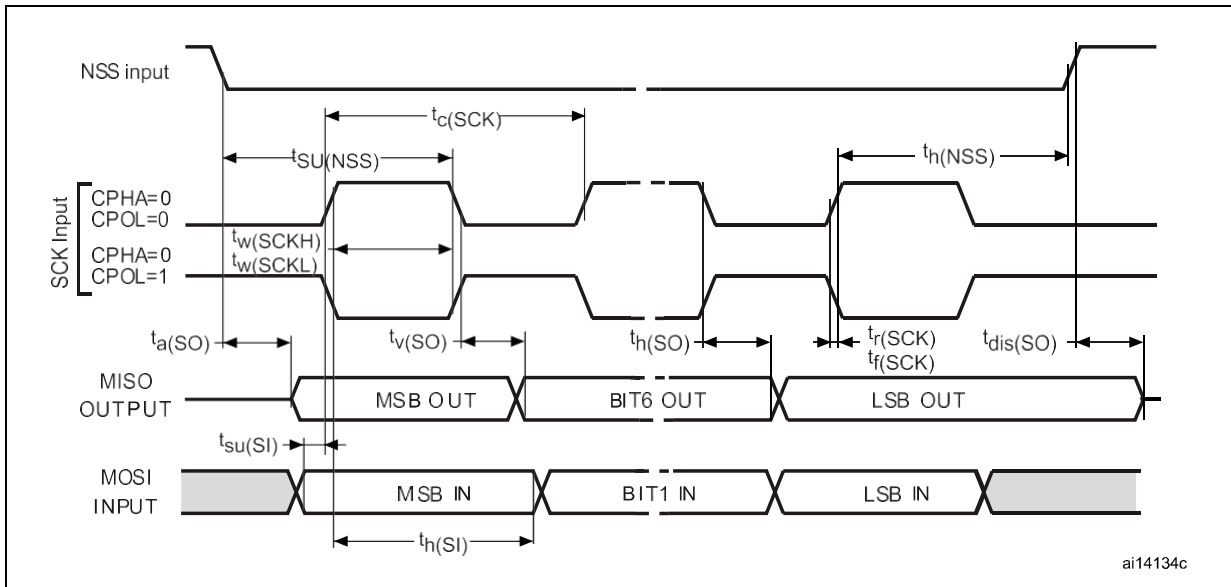 NSS input
tc(SCK)
tSU(NSS)
th(NSS)
SCK Input
CPHA=0
CPOL=0
tw(SCKH)
CPHA=0
tw(SCKL)
CPOL=1
ta(SO)
tv(SO)
th(SO)
tr(SCK)
tf(SCK)
tdis(SO)
MISO
OUTPUT
MSB OUT
BIT6 OUT
LSB OUT
tsu(SI)
MOSI
INPUT
MSB IN
BIT1 IN
LSB IN
th(SI)
ai14134c